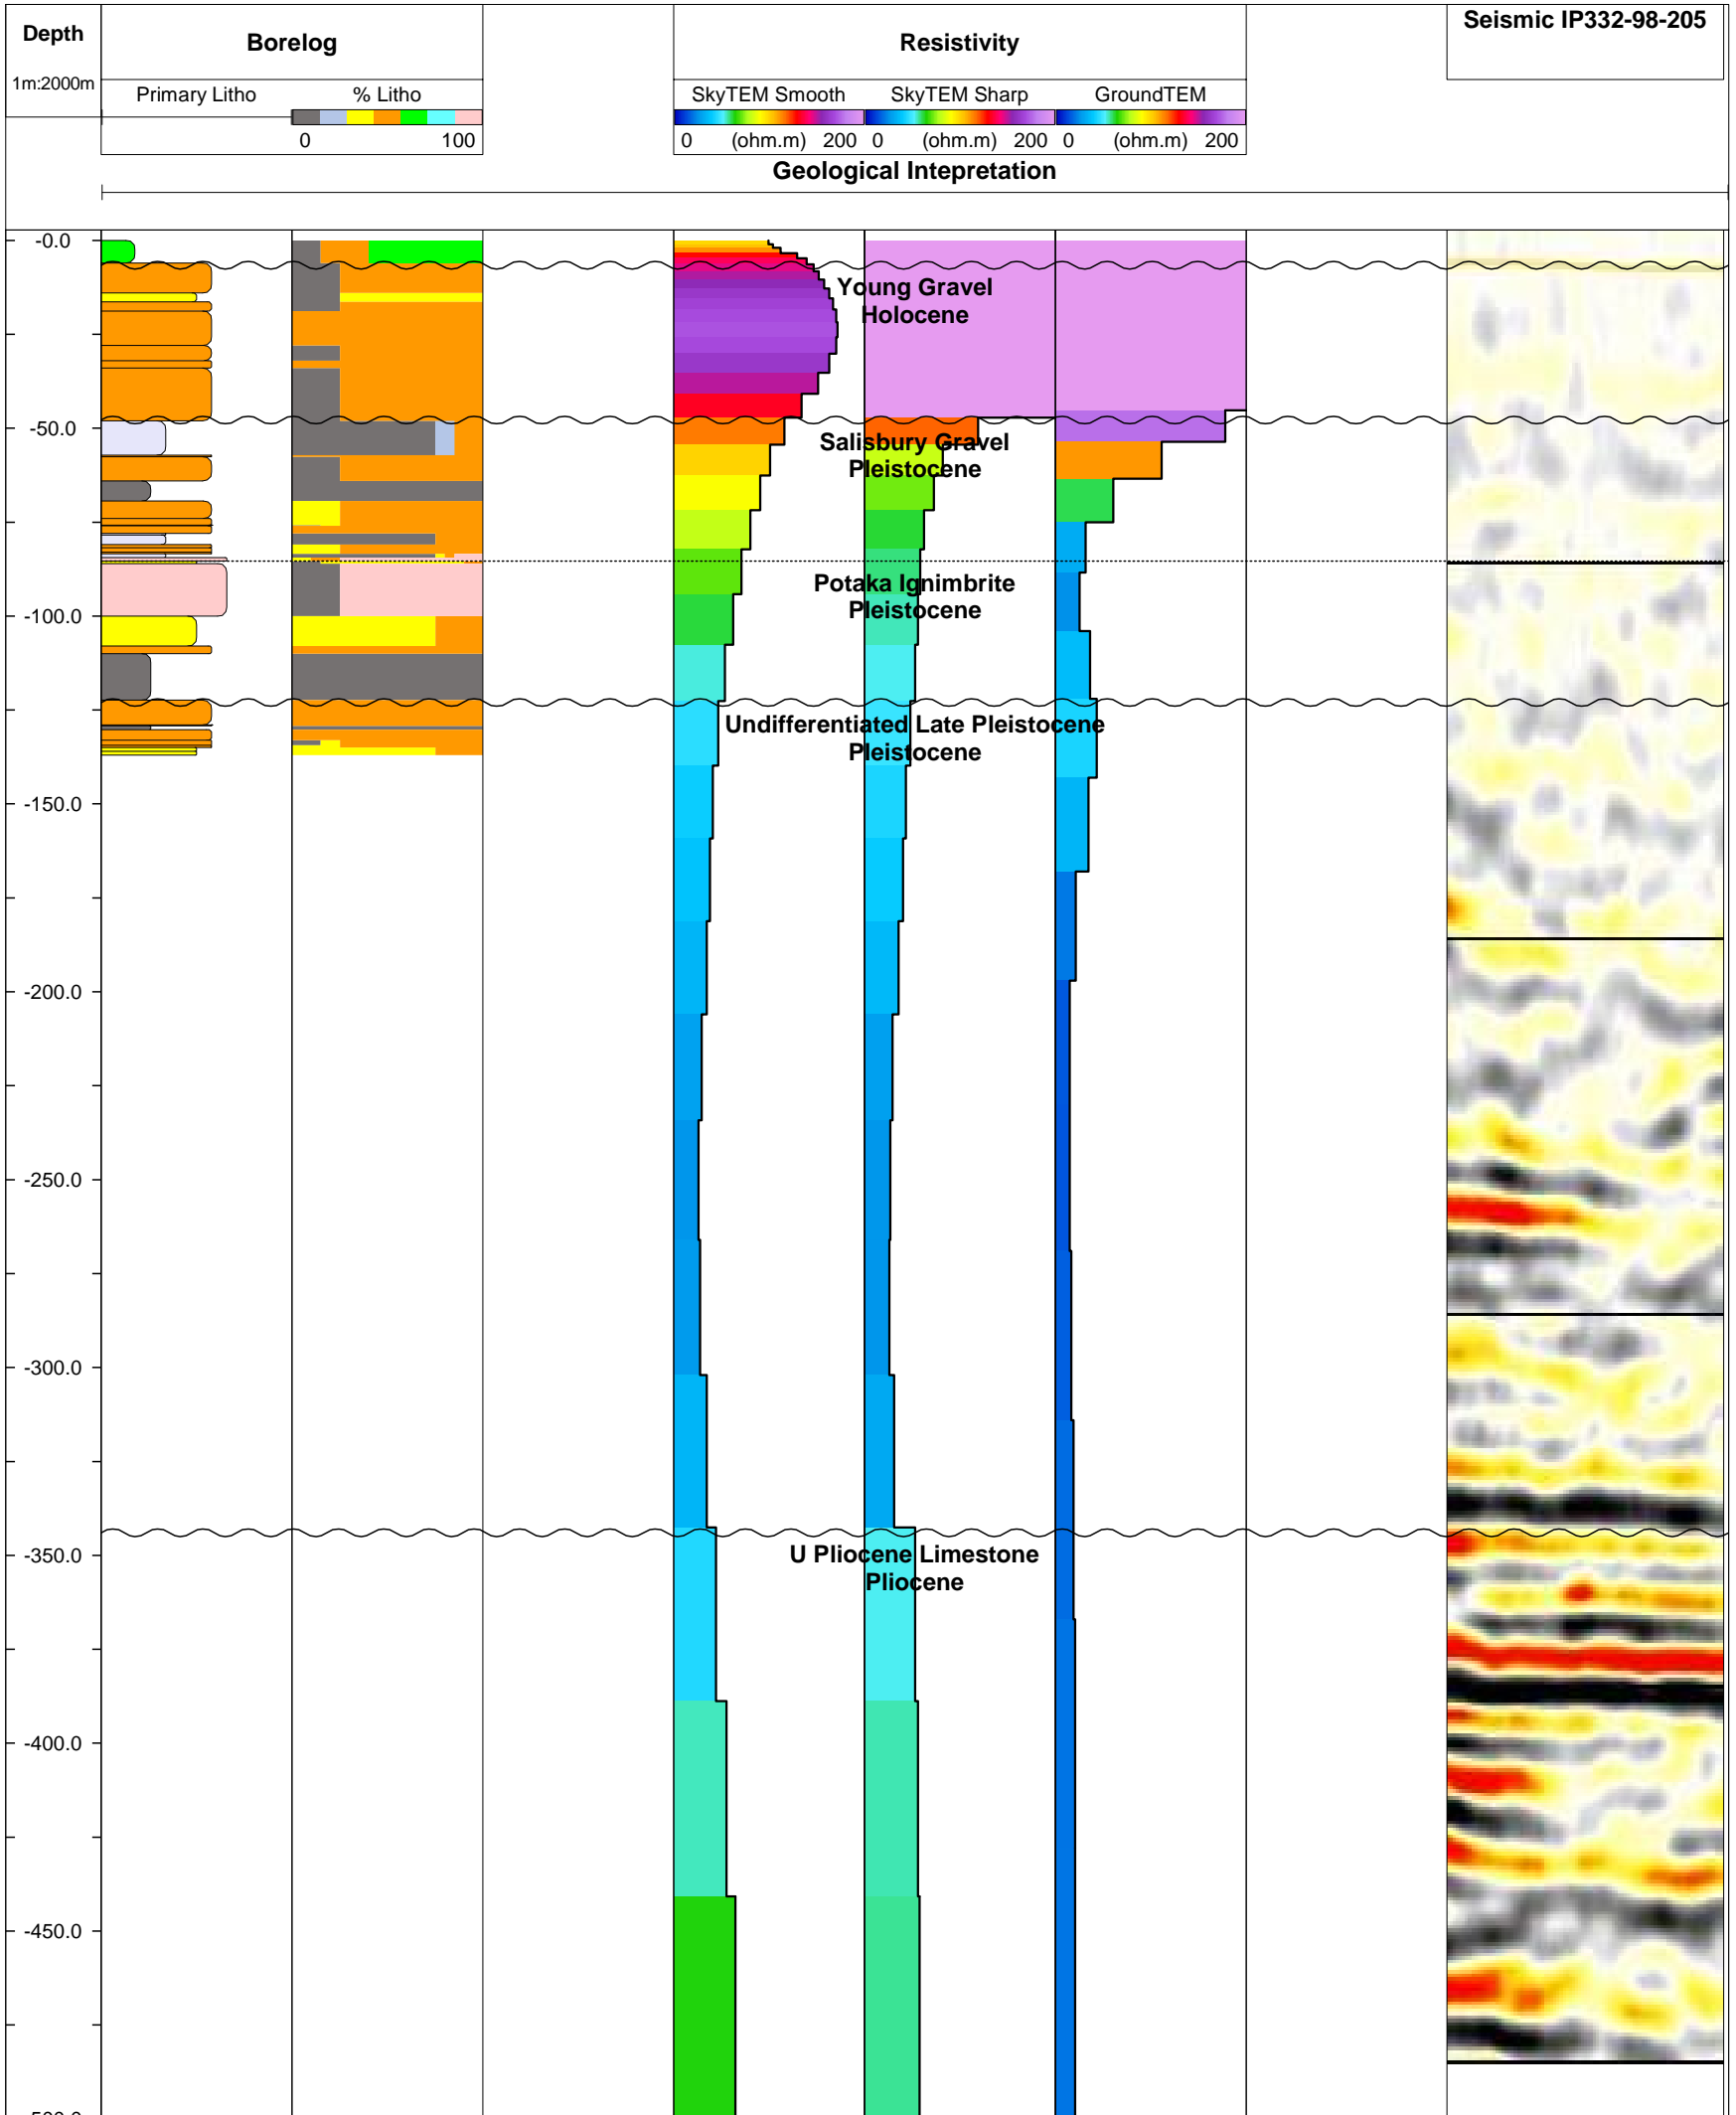 Depth
1m:2000m
Borelog
Primary Litho
% Litho
0 100
Resistivity
SkyTEM Smooth
SkyTEM Sharp
GroundTEM
0 (ohm.m) 200
0 (ohm.m) 200
0 (ohm.m) 200
Seismic IP332-98-205
Geological Intepretation
-0.0
Young Gravel
Holocene
-50.0
Salisbury Gravel
Pleistocene
Potaka Ignimbrite
Pleistocene
-100.0
Undifferentiated Late Pleistocene
Pleistocene
-150.0
-200.0
-250.0
-300.0
-350.0
U Pliocene Limestone
Pliocene
-400.0
-450.0